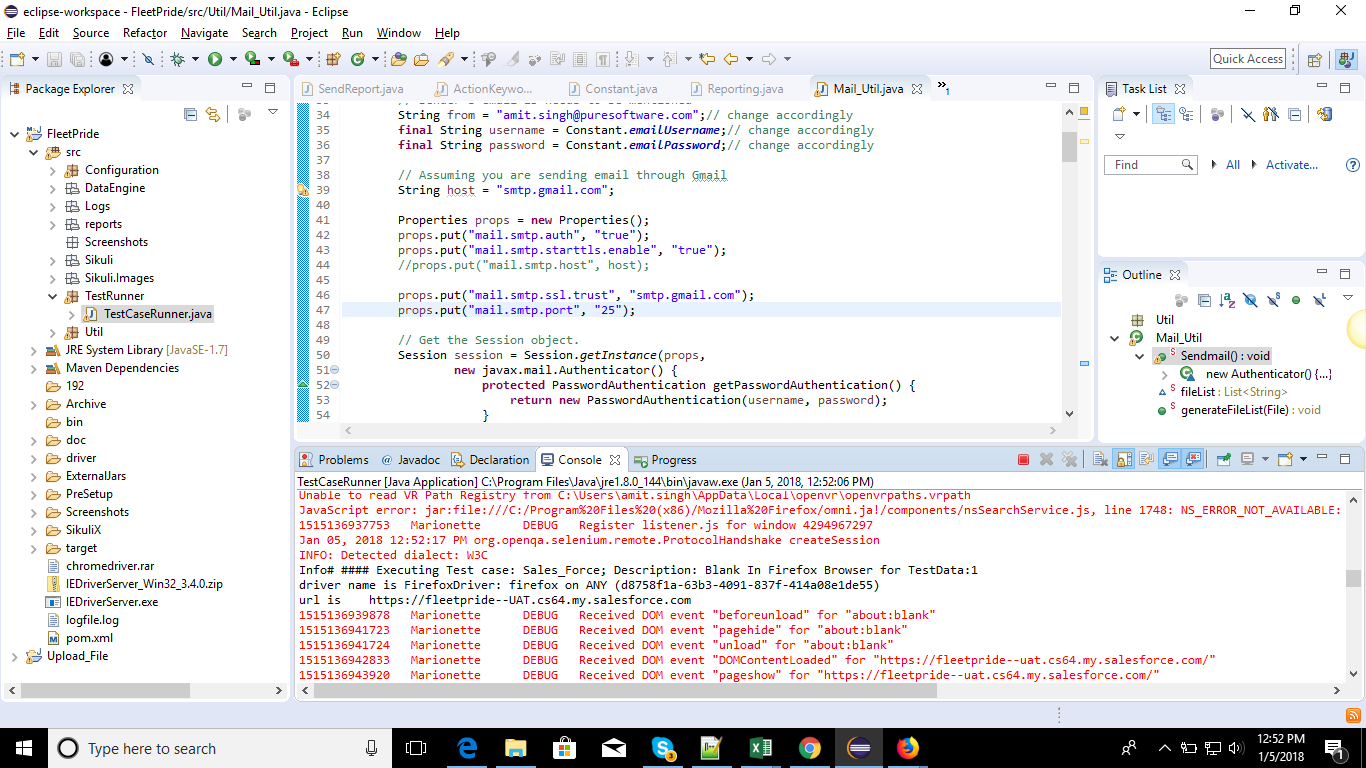 eclipse-workspace - FleetPride/src/Util/Mail_Util.java - Eclipse
File Edit Source Refactor Navigate Search Project Run Window Help
Quick Access
Package Explorer
FleetPride
src
Configuration
DataEngine
Logs
reports
Screenshots
Sikuli
Sikuli.Images
TestRunner
TestCaseRunner.java
Util
JRE System Library [JavaSE-1.7]
Maven Dependencies
192
Archive
bin
doc
driver
ExternalJars
PreSetup
Screenshots
SikuliX
target
chromedriver.rar
IEDriverServer_Win32_3.4.0.zip
IEDriverServer.exe
logfile.log
pom.xml
Upload_File
SendReport.java ActionKeywo... Constant.java Reporting.java Mail_Util.java »1
34 String from = "amit.singh@puresoftware.com";// change accordingly
35 final String username = Constant.emailUsername;// change accordingly
36 final String password = Constant.emailPassword;// change accordingly
37
38 // Assuming you are sending email through Gmail
39 String host = "smtp.gmail.com";
40
41 Properties props = new Properties();
42 props.put("mail.smtp.auth", "true");
43 props.put("mail.smtp.starttls.enable", "true");
44 //props.put("mail.smtp.host", host);
45
46 props.put("mail.smtp.ssl.trust", "smtp.gmail.com");
47 props.put("mail.smtp.port", "25");
48
49 // Get the Session object.
50 Session session = Session.getInstance(props,
51 new javax.mail.Authenticator() {
52 protected PasswordAuthentication getPasswordAuthentication() {
53 return new PasswordAuthentication(username, password);
54 }
Task List
Find All Activate...
Outline
Util
Mail_Util
Sendmail() : void
new Authenticator() {...}
fileList : List<String>
generateFileList(File) : void
Problems @ Javadoc Declaration Console Progress
TestCaseRunner [Java Application] C:\Program Files\Java\jre1.8.0_144\bin\javaw.exe (Jan 5, 2018, 12:52:06 PM)
Unable to read VR Path Registry from C:\Users\amit.singh\AppData\Local\openvr\openvrpaths.vrpath
JavaScript error: jar:file:///C:/Program%20Files%20(x86)/Mozilla%20Firefox/omni.ja!/components/nsSearchService.js, line 1748: NS_ERROR_NOT_AVAILABLE:
1515136937753 Marionette DEBUG Register listener.js for window 4294967297
Jan 05, 2018 12:52:17 PM org.openqa.selenium.remote.ProtocolHandshake createSession
INFO: Detected dialect: W3C
Info# #### Executing Test case: Sales_Force; Description: Blank In Firefox Browser for TestData:1
driver name is FirefoxDriver: firefox on ANY (d8758f1a-63b3-4091-837f-414a08e1de55)
url is https://fleetpride--UAT.cs64.my.salesforce.com
1515136939878 Marionette DEBUG Received DOM event "beforeunload" for "about:blank"
1515136941723 Marionette DEBUG Received DOM event "pagehide" for "about:blank"
1515136941724 Marionette DEBUG Received DOM event "unload" for "about:blank"
1515136942833 Marionette DEBUG Received DOM event "DOMContentLoaded" for "https://fleetpride--uat.cs64.my.salesforce.com/"
1515136943920 Marionette DEBUG Received DOM event "pageshow" for "https://fleetpride--uat.cs64.my.salesforce.com/"
Type here to search
12:52 PM
1/5/2018